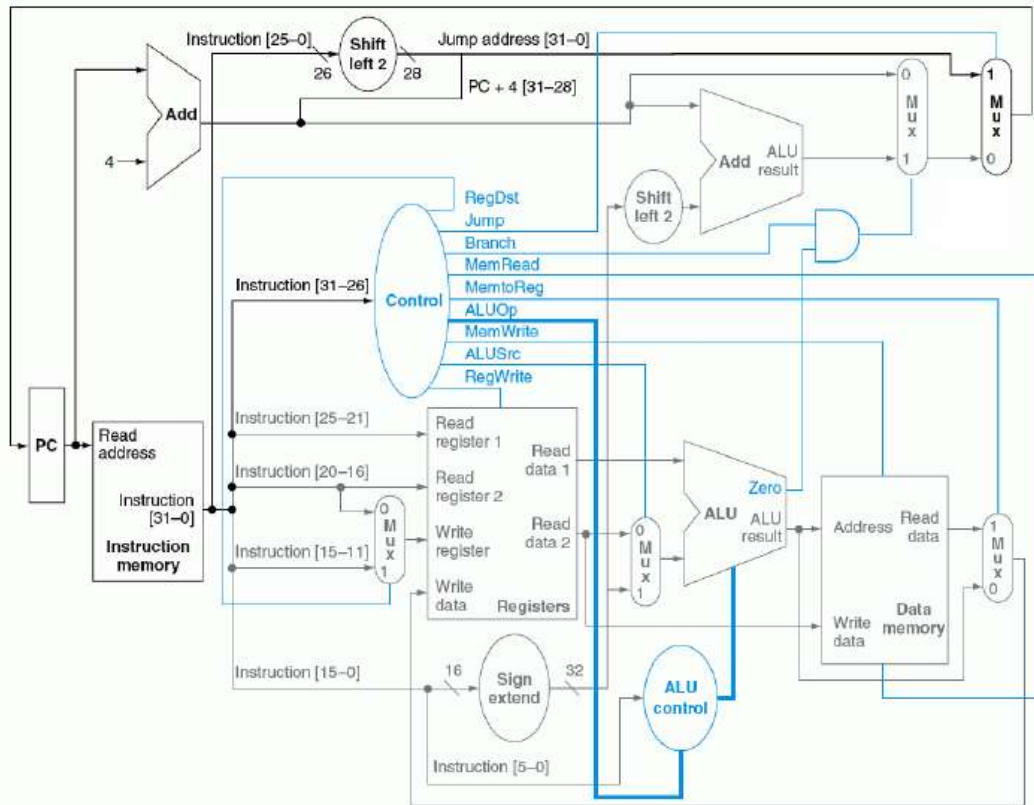 Instruction [25–0]
Shift
left 2
Jump address [31–0]
26
28
PC + 4 [31–28]
Add
4
0
M
u
x
1
1
M
u
x
0
Add
ALU
result
Shift
left 2
RegDst
Jump
Branch
MemRead
MemtoReg
ALUOp
MemWrite
ALUSrc
RegWrite
Control
Instruction [31–26]
PC
Read
address
Instruction
[31–0]
Instruction
memory
Instruction [25–21]
Instruction [20–16]
Instruction [15–11]
0
M
u
x
1
Read
register 1
Read
register 2
Write
register
Write
data
Read
data 1
Read
data 2
Registers
0
M
u
x
1
Zero
ALU
ALU
result
Address
Read
data
Write
data
Data
memory
1
M
u
x
0
Instruction [15–0]
16
Sign
extend
32
ALU
control
Instruction [5–0]